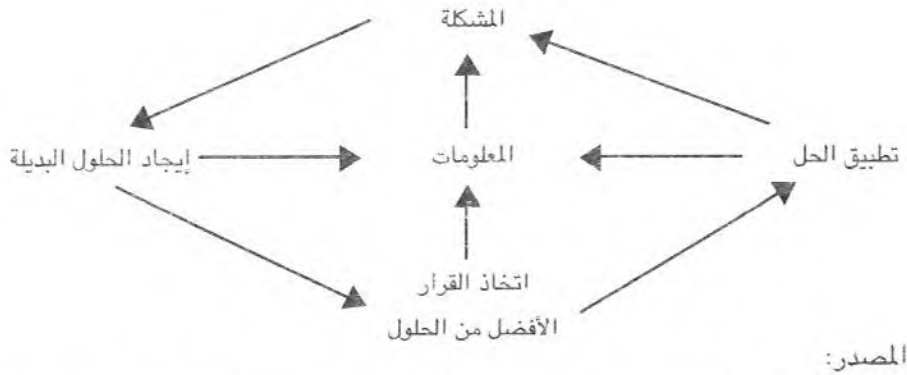 المشكلة
تطبيق الحل
المعلومات
إيجاد الحلول البديلة
اتخاذ القرار
الأفضل من الحلول
المصدر: